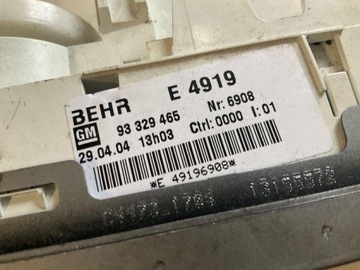 BEHR E 4919
GM 93 329 465 Nr: 6908
29.04.04 13h03 Ctrl:0000 I:01
*E 49196908*